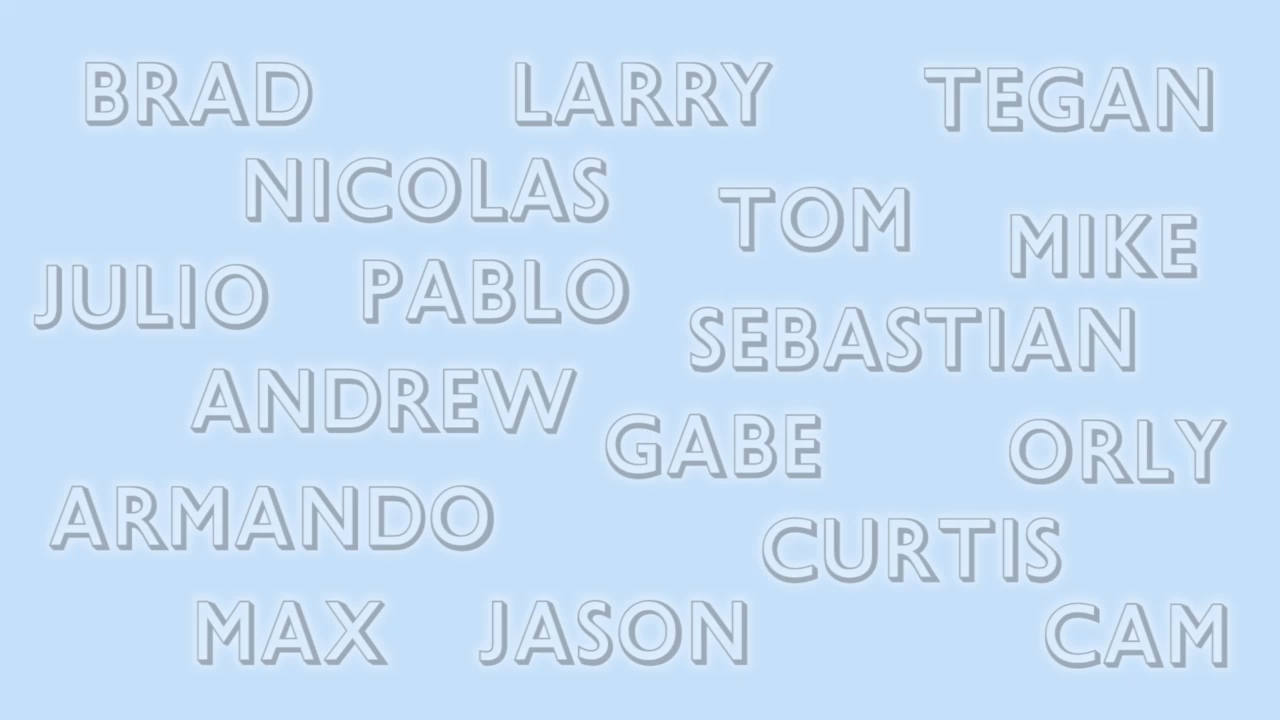 BRAD LARRY TEGAN
NICOLAS TOM MIKE
JULIO PABLO SEBASTIAN
ANDREW GABE ORLY
ARMANDO CURTIS
MAX JASON CAM